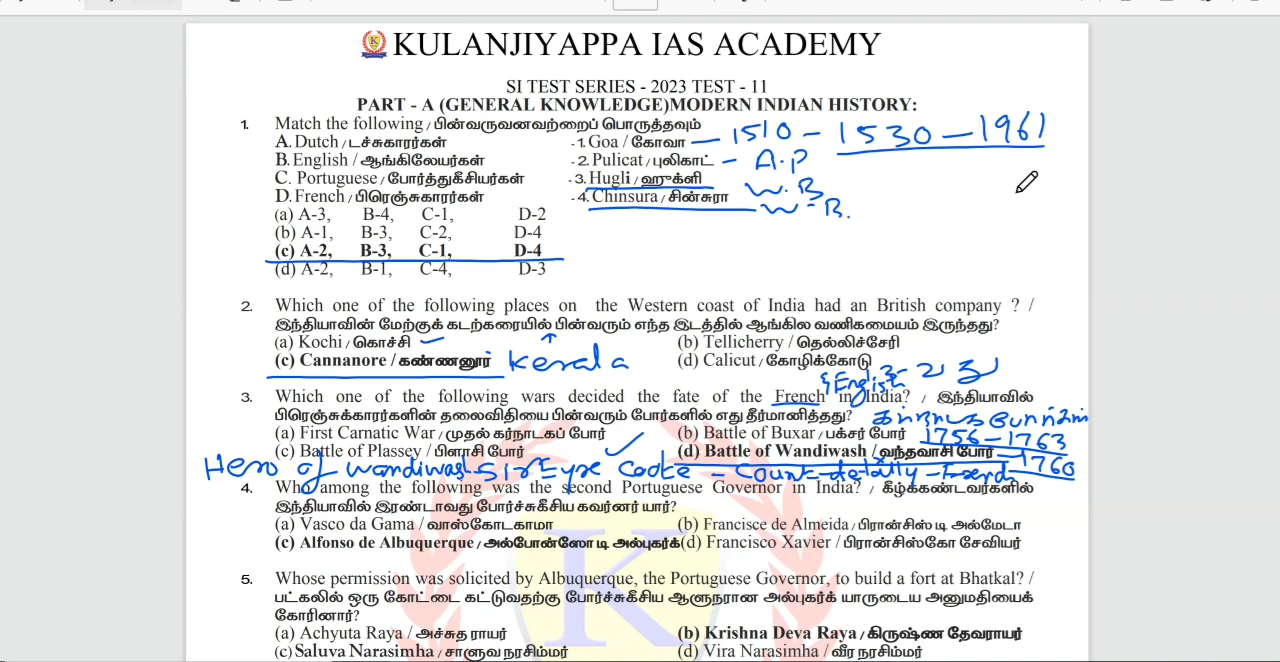 KULANJIYAPPA IAS ACADEMY
SI TEST SERIES - 2023 TEST - 11
PART - A (GENERAL KNOWLEDGE)MODERN INDIAN HISTORY:
1. Match the following / பின்வருவனவற்றைப் பொருத்தவும்
A. Dutch / டச்சுகாரர்கள் - 1. Goa / கோவா — 1510 - 1530 - 1961
B. English / ஆங்கிலேயர்கள் - 2. Pulicat / புலிகாட் - A.P
C. Portuguese / போர்த்துகீசியர்கள் - 3. Hugli / ஹுக்ளி W.B
D. French / பிரெஞ்சுகாரர்கள் - 4. Chinsura / சின்சுரா W-B.
(a) A-3, B-4, C-1, D-2
(b) A-1, B-3, C-2, D-4
(c) A-2, B-3, C-1, D-4
(d) A-2, B-1, C-4, D-3
2. Which one of the following places on the Western coast of India had an British company ? /
இந்தியாவின் மேற்குக் கடற்கரையில் பின்வரும் எந்த இடத்தில் ஆங்கில வணிகமையம் இருந்தது?
(a) Kochi / கொச்சி (b) Tellicherry / தெல்லிச்சேரி
(c) Cannanore / கண்ணனூர் Kerala (d) Calicut / கோழிக்கோடு
& English
3. Which one of the following wars decided the fate of the French in India? / இந்தியாவில்
பிரெஞ்சுக்காரர்களின் தலைவிதியை பின்வரும் போர்களில் எது தீர்மானித்தது?
(a) First Carnatic War / முதல் கர்நாடகப் போர் (b) Battle of Buxar / பக்சர் போர் 1756-1763
(c) Battle of Plassey / பிளாசி போர் (d) Battle of Wandiwash / வந்தவாசி போர் - 1760
Hero of Wandiwash Sir Eyre Coote - Count de lally - French
4. Who among the following was the second Portuguese Governor in India? / கீழ்க்கண்டவர்களில்
இந்தியாவில் இரண்டாவது போர்ச்சுகீசிய கவர்னர் யார்?
(a) Vasco da Gama / வாஸ்கோடகாமா (b) Francisce de Almeida / பிரான்சிஸ் டி அல்மேடா
(c) Alfonso de Albuquerque / அல்போன்ஸோ டி அல்புகர்க் (d) Francisco Xavier / பிரான்சிஸ்கோ சேவியர்
5. Whose permission was solicited by Albuquerque, the Portuguese Governor, to build a fort at Bhatkal? /
பட்கலில் ஒரு கோட்டை கட்டுவதற்கு போர்ச்சுகீசிய ஆளுநரான அல்புகர்க் யாருடைய அனுமதியைக்
கோரினார்?
(a) Achyuta Raya / அச்சுத ராயர் (b) Krishna Deva Raya / கிருஷ்ண தேவராயர்
(c) Saluva Narasimha / சாளுவ நரசிம்மர் (d) Vira Narasimha / வீர நரசிம்மர்